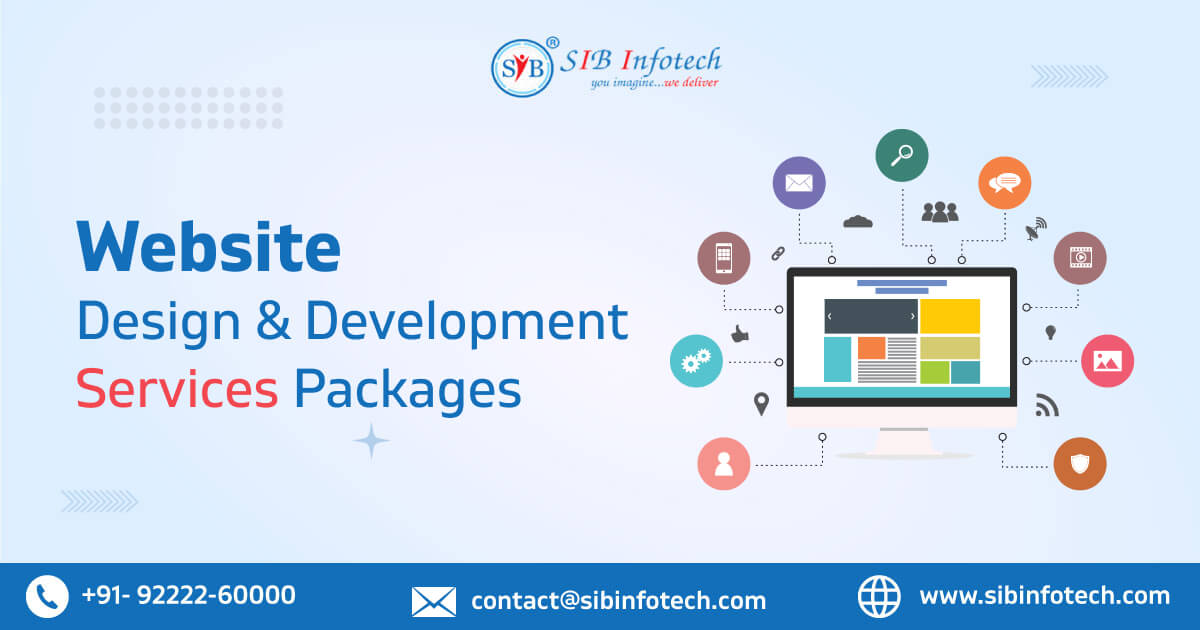 SYB ®
SIB Infotech
you imagine...we deliver
Website
Design & Development
Services Packages
+91- 92222-60000
contact@sibinfotech.com
www.sibinfotech.com